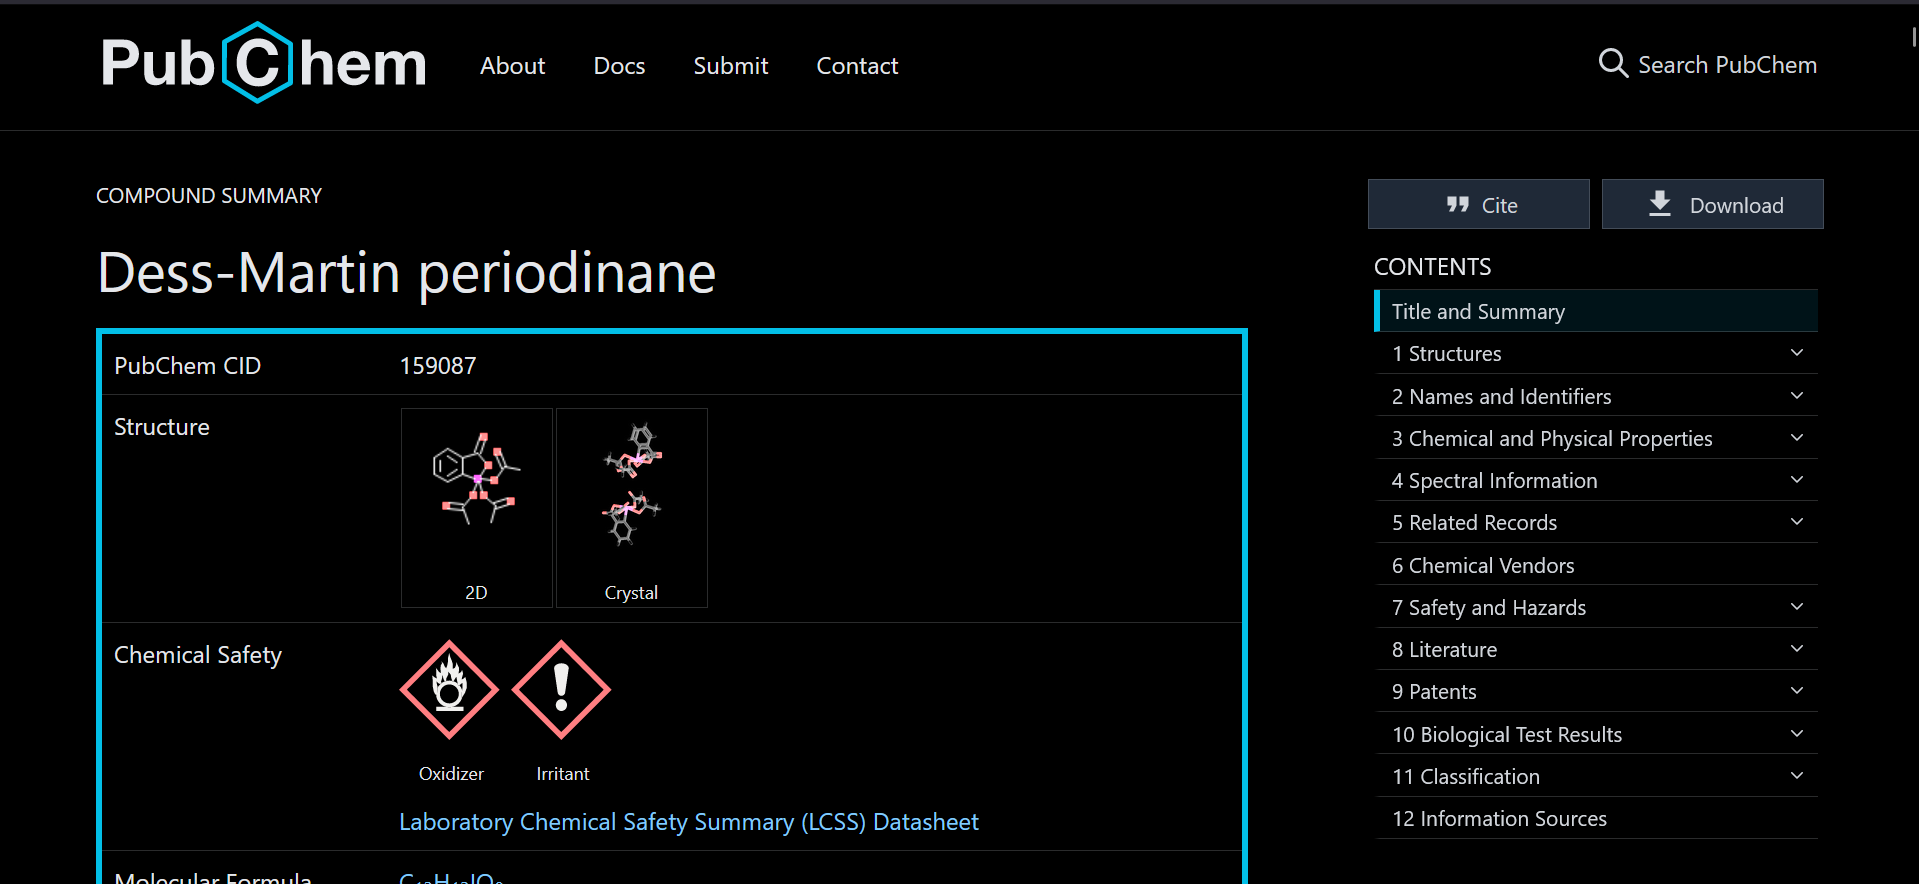 PubChem About Docs Submit Contact Search PubChem
COMPOUND SUMMARY
Dess-Martin periodinane
PubChem CID 159087
Structure
2D Crystal
Chemical Safety
Oxidizer Irritant
Laboratory Chemical Safety Summary (LCSS) Datasheet
Molecular Formula
Cite Download
CONTENTS
Title and Summary
1 Structures
2 Names and Identifiers
3 Chemical and Physical Properties
4 Spectral Information
5 Related Records
6 Chemical Vendors
7 Safety and Hazards
8 Literature
9 Patents
10 Biological Test Results
11 Classification
12 Information Sources